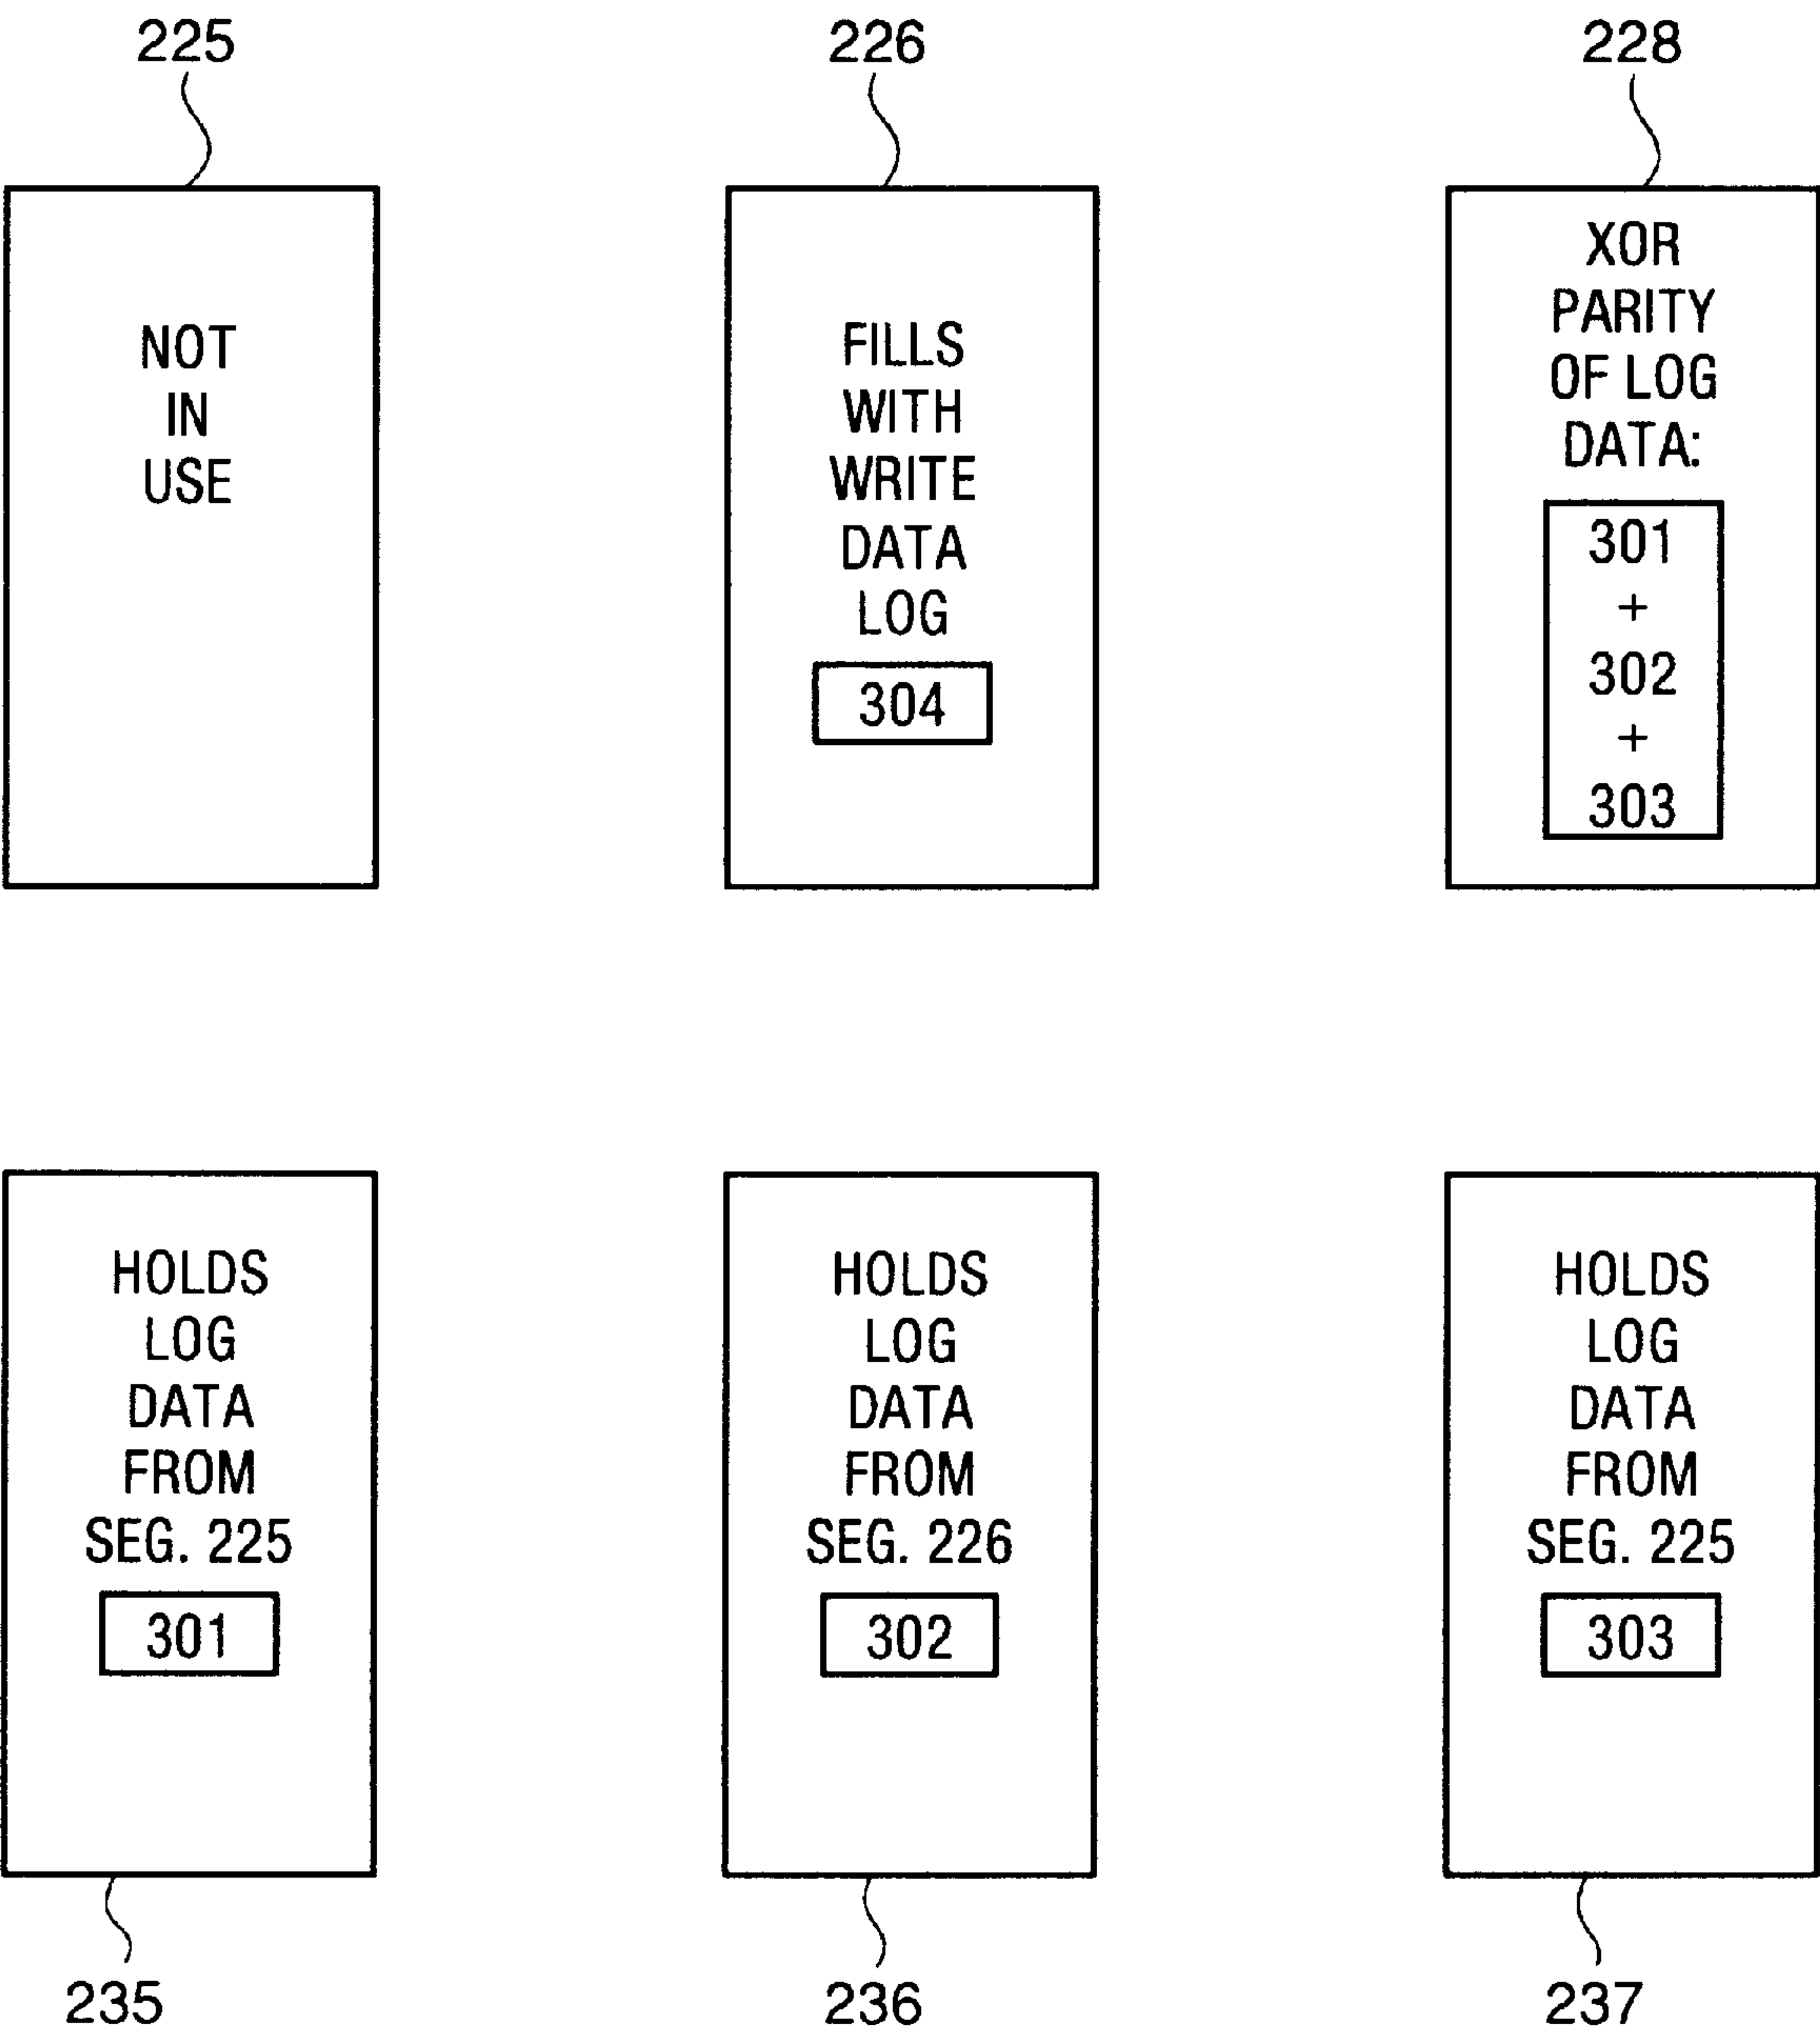 225
NOT
IN
USE
226
FILLS
WITH
WRITE
DATA
LOG
304
228
XOR
PARITY
OF LOG
DATA:
301
+
302
+
303
HOLDS
LOG
DATA
FROM
SEG. 225
301
235
HOLDS
LOG
DATA
FROM
SEG. 226
302
236
HOLDS
LOG
DATA
FROM
SEG. 225
303
237